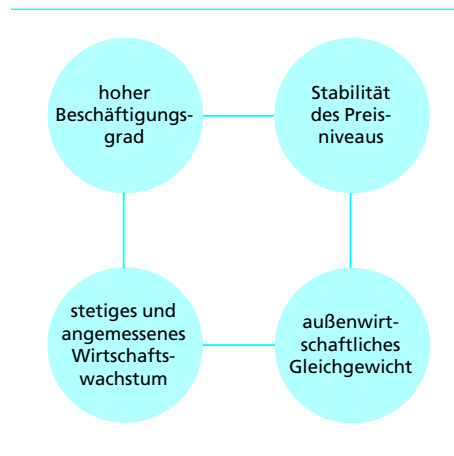 hoher
Beschäftigungs-
grad
Stabilität
des Preis-
niveaus
stetiges und
angemessenes
Wirtschafts-
wachstum
außenwirt-
schaftliches
Gleichgewicht